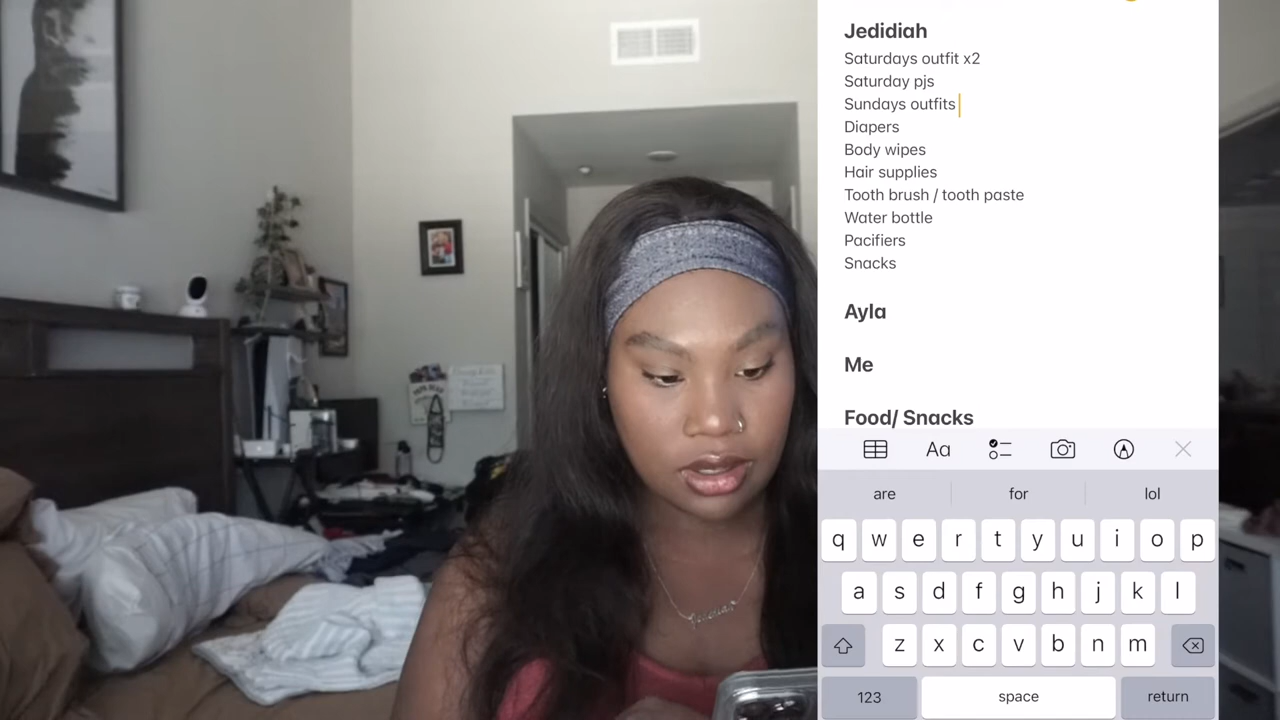 Jedidiah
Saturdays outfit x2
Saturday pjs
Sundays outfits
Diapers
Body wipes
Hair supplies
Tooth brush / tooth paste
Water bottle
Pacifiers
Snacks
Ayla
Me
Food/ Snacks
Aa
are for lol
q w e r t y u i o p
a s d f g h j k l
z x c v b n m
123 space return